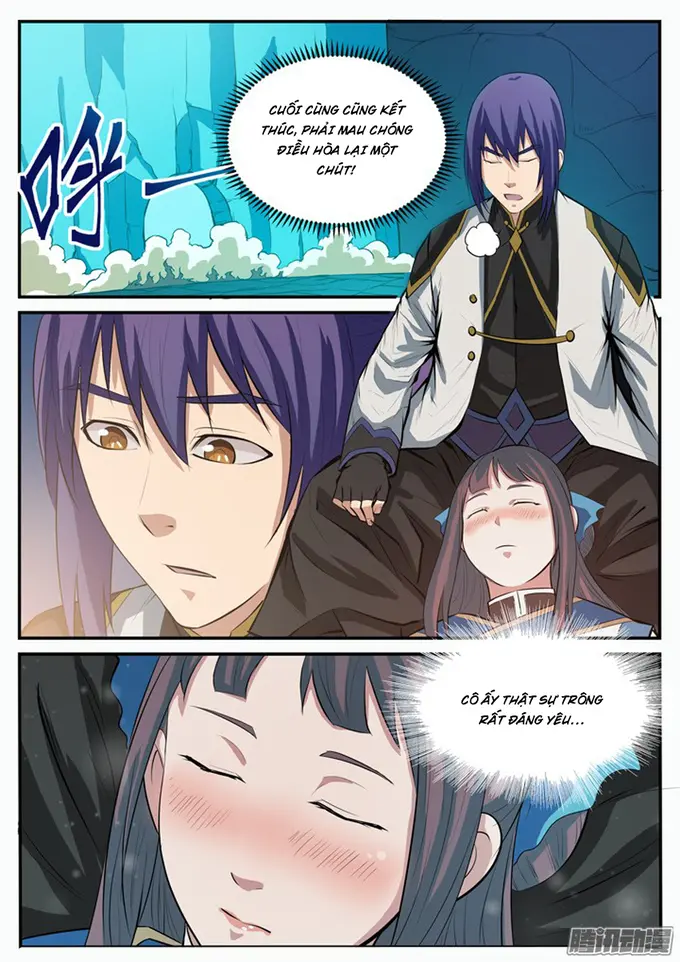 CUỐI CÙNG CŨNG KẾT
THÚC, PHẢI MAU CHÓNG
ĐIỀU HÒA LẠI MỘT
CHÚT!
呼一
CÔ ẤY THẬT SỰ TRÔNG
RẤT ĐÁNG YÊU...
腾讯动漫